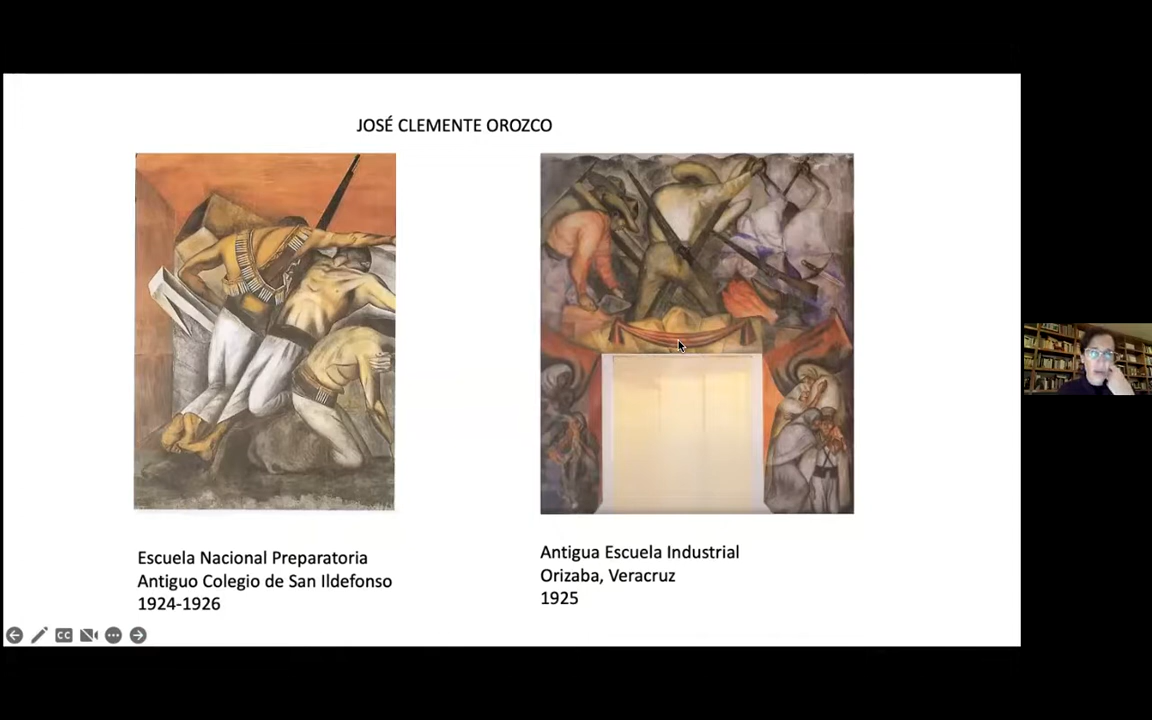 JOSÉ CLEMENTE OROZCO
Escuela Nacional Preparatoria
Antiguo Colegio de San Ildefonso
1924-1926
Antigua Escuela Industrial
Orizaba, Veracruz
1925
CC